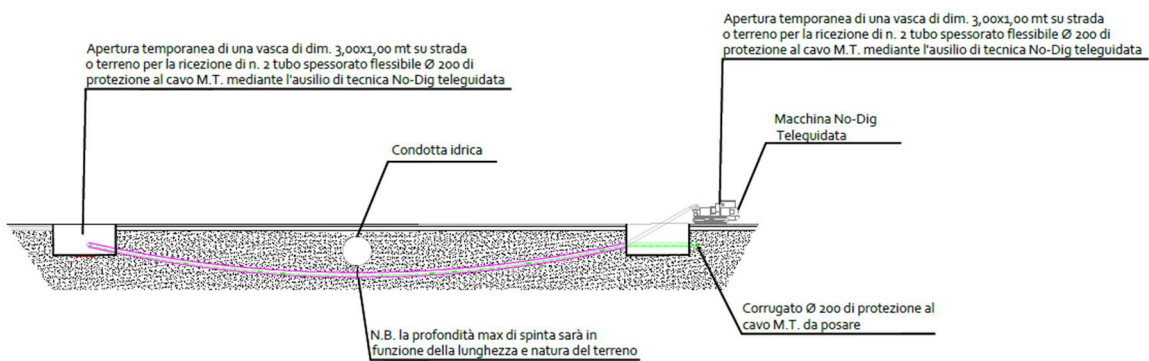 Apertura temporanea di una vasca di dim. 3,00x1,00 mt su strada
o terreno per la ricezione di n. 2 tubo spessorato flessibile Ø 200 di
protezione al cavo M.T. mediante l'ausilio di tecnica No-Dig teleguidata
Apertura temporanea di una vasca di dim. 3,00x1,00 mt su strada
o terreno per la ricezione di n. 2 tubo spessorato flessibile Ø 200 di
protezione al cavo M.T. mediante l'ausilio di tecnica No-Dig teleguidata
Macchina No-Dig
Teleguidata
Condotta idrica
Corrugato Ø 200 di protezione al
cavo M.T. da posare
N.B. la profondità max di spinta sarà in
funzione della lunghezza e natura del terreno